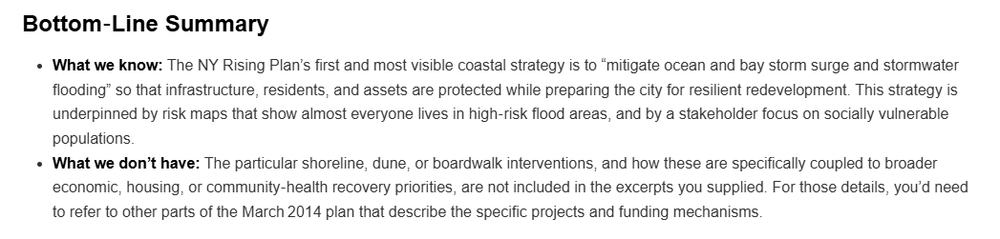 Bottom-Line Summary
• What we know: The NY Rising Plan’s first and most visible coastal strategy is to “mitigate ocean and bay storm surge and stormwater
flooding” so that infrastructure, residents, and assets are protected while preparing the city for resilient redevelopment. This strategy is
underpinned by risk maps that show almost everyone lives in high-risk flood areas, and by a stakeholder focus on socially vulnerable
populations.
• What we don’t have: The particular shoreline, dune, or boardwalk interventions, and how these are specifically coupled to broader
economic, housing, or community-health recovery priorities, are not included in the excerpts you supplied. For those details, you’d need
to refer to other parts of the March 2014 plan that describe the specific projects and funding mechanisms.